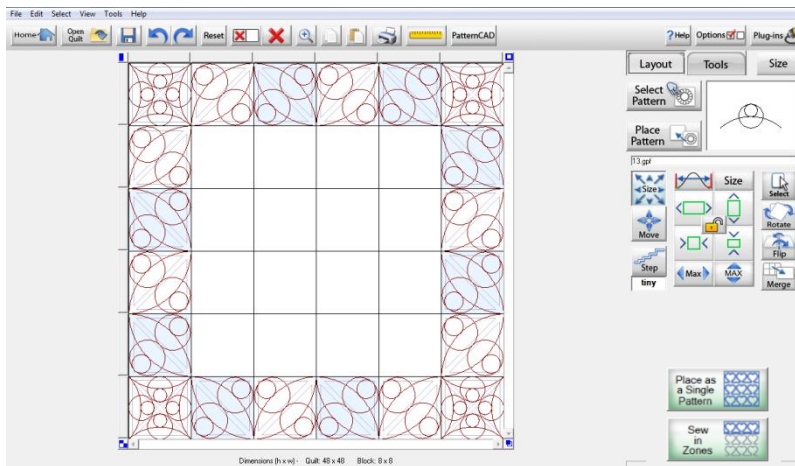 File Edit Select View Tools Help
Home
Open
Quilt
Reset
PatternCAD
?Help
Options
Plug-ins
Layout
Tools
Size
Select
Pattern
Place
Pattern
13.gpf
Size
Size
Select
Move
Rotate
Flip
Step
tiny
Max
MAX
Merge
Place as
a Single
Pattern
Sew
in
Zones
Dimensions (h x w) - Quilt: 48 x 48 Block: 8 x 8